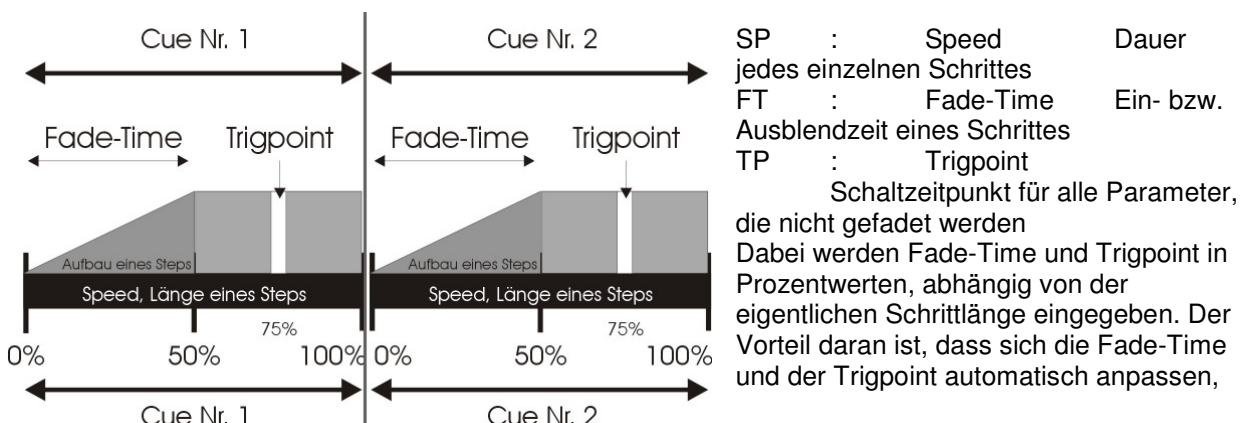 Cue Nr. 1
Cue Nr. 2
Fade-Time Trigpoint
Fade-Time Trigpoint
Aufbau eines Steps
Aufbau eines Steps
Speed, Länge eines Steps
Speed, Länge eines Steps
75%
75%
0% 50% 100%
0% 50% 100%
Cue Nr. 1
Cue Nr. 2
SP : Speed Dauer
jedes einzelnen Schrittes
FT : Fade-Time Ein- bzw.
Ausblendzeit eines Schrittes
TP : Trigpoint
Schaltzeitpunkt für alle Parameter,
die nicht gefadet werden
Dabei werden Fade-Time und Trigpoint in
Prozentwerten, abhängig von der
eigentlichen Schrittlänge eingegeben. Der
Vorteil daran ist, dass sich die Fade-Time
und der Trigpoint automatisch anpassen,